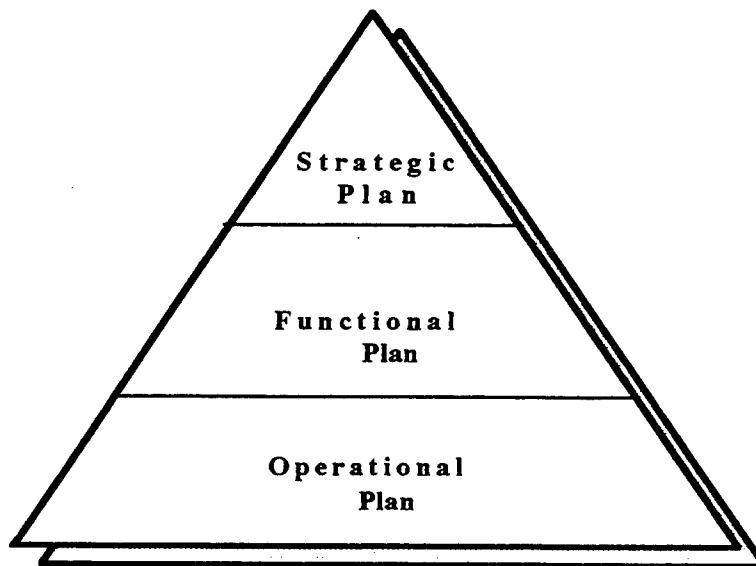 Strategic
Plan
Functional
Plan
Operational
Plan